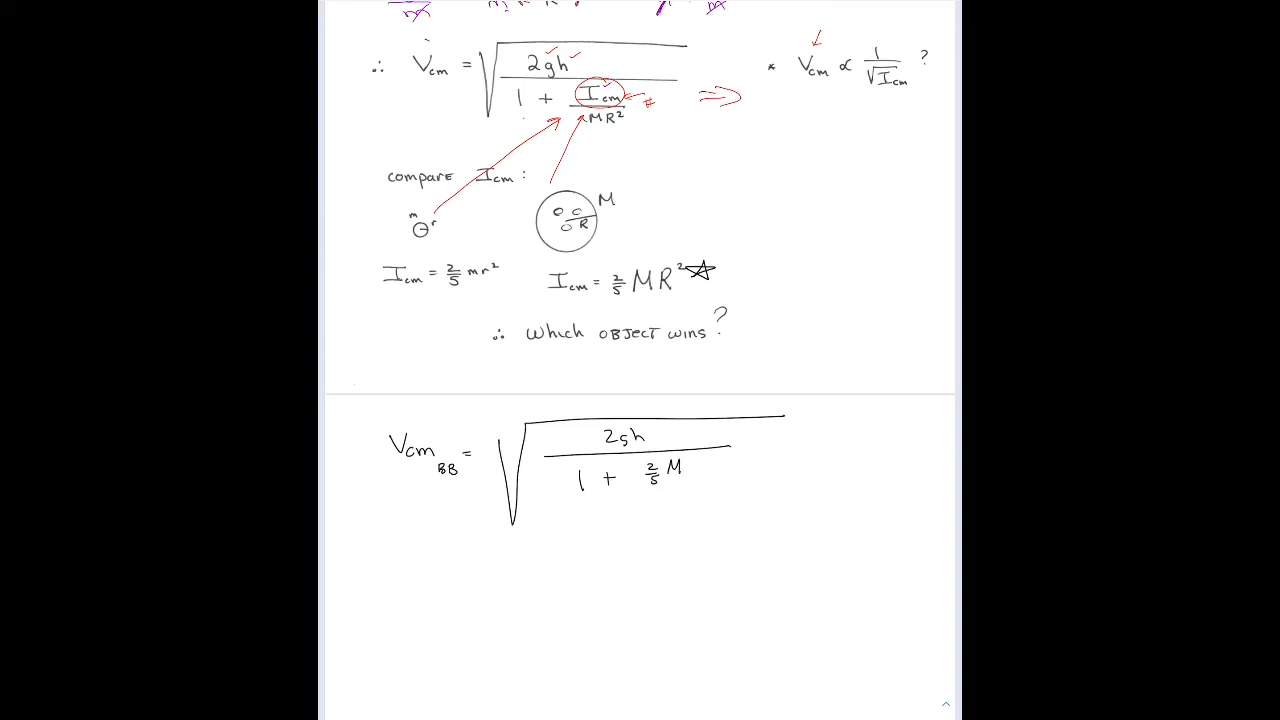 ∴ Vcm = √(2gh / (1 + Icm / MR²)) ⇒ * Vcm ∝ 1/√Icm ?
compare Icm :
m r M R
Icm = 2/5 mr² Icm = 2/5 MR² ☆
∴ Which OBJECT wins ?
Vcm BB = √(2gh / (1 + 2/5 M